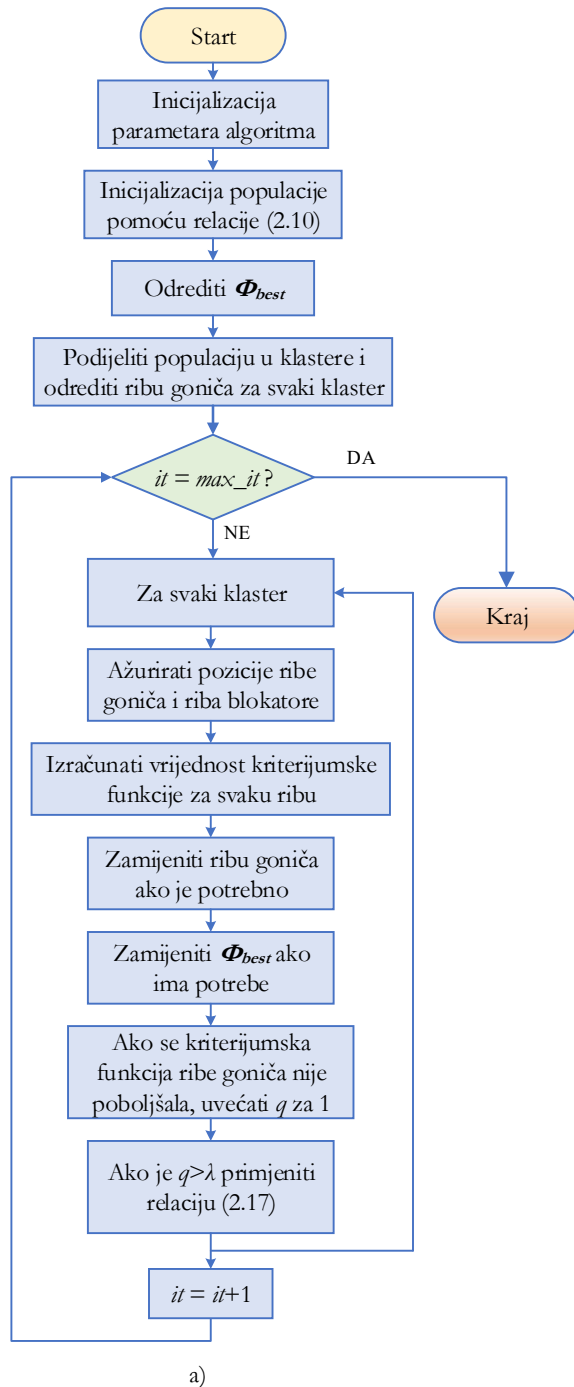 Start
Inicijalizacija
parametara algoritma
Inicijalizacija populacije
pomoću relacije (2.10)
Odrediti Φbest
Podijeliti populaciju u klastere i
odrediti ribu goniča za svaki klaster
it = max_it ?
DA
NE
Za svaki klaster
Kraj
Ažurirati pozicije ribe
goniča i riba blokatore
Izračunati vrijednost kriterijumske
funkcije za svaku ribu
Zamijeniti ribu goniča
ako je potrebno
Zamijeniti Φbest ako
ima potrebe
Ako se kriterijumska
funkcija ribe goniča nije
poboljšala, uvećati q za 1
Ako je q>λ primjeniti
relaciju (2.17)
it = it+1
a)